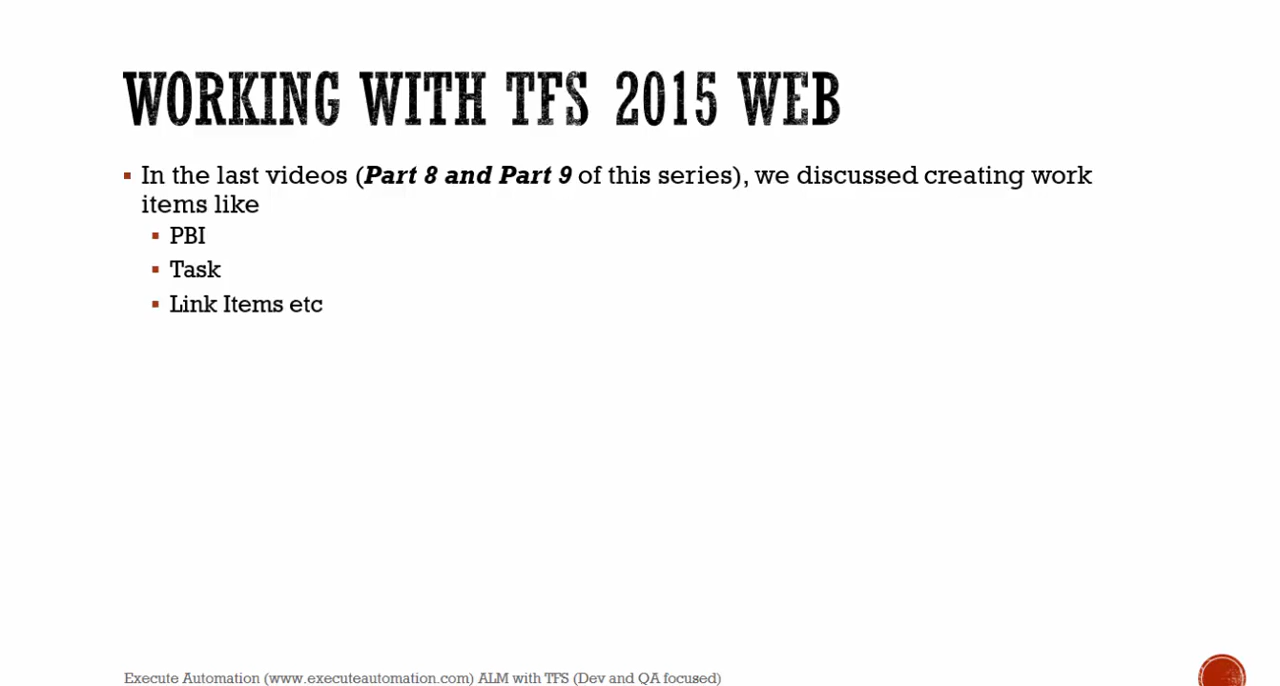 WORKING WITH TFS 2015 WEB
▪ In the last videos (Part 8 and Part 9 of this series), we discussed creating work
items like
▪ PBI
▪ Task
▪ Link Items etc
Execute Automation (www.executeautomation.com) ALM with TFS (Dev and QA focused)